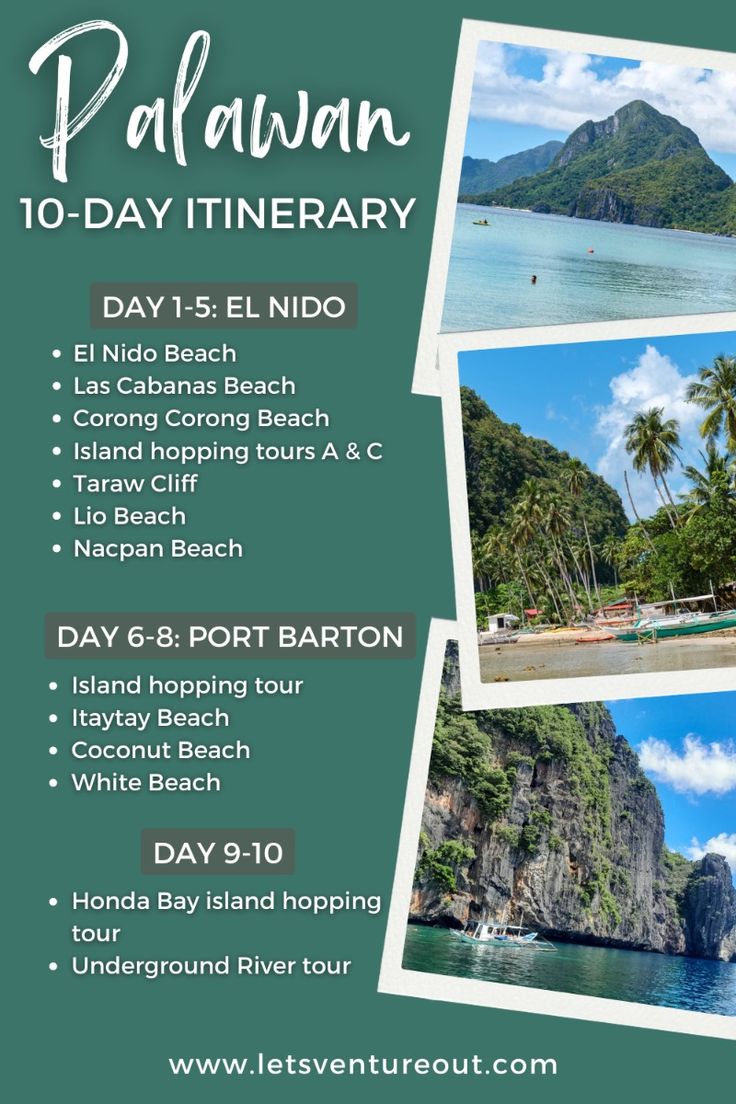 Palawan
10-DAY ITINERARY
DAY 1-5: EL NIDO
• El Nido Beach
• Las Cabanas Beach
• Corong Corong Beach
• Island hopping tours A & C
• Taraw Cliff
• Lio Beach
• Nacpan Beach
DAY 6-8: PORT BARTON
• Island hopping tour
• Itaytay Beach
• Coconut Beach
• White Beach
DAY 9-10
• Honda Bay island hopping
tour
• Underground River tour
www.letsventureout.com